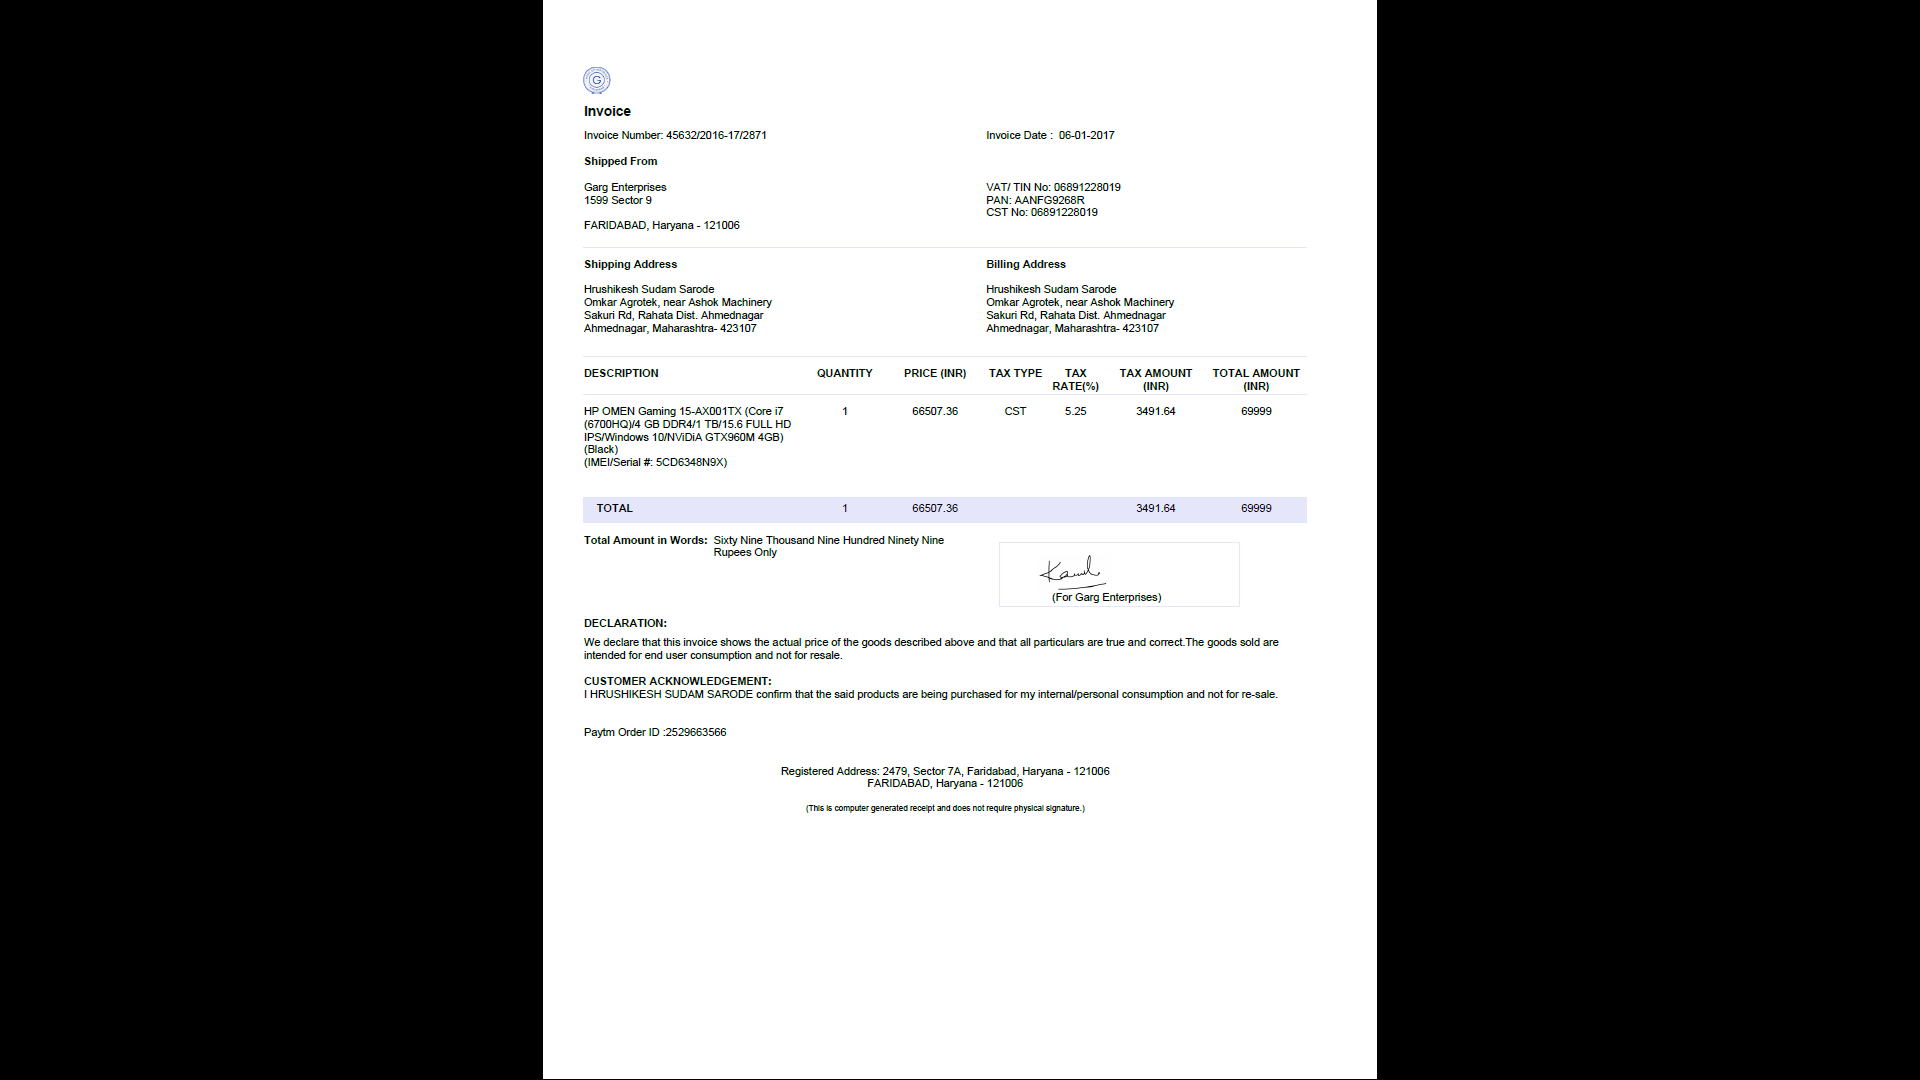 G
Invoice
Invoice Number: 45632/2016-17/2871
Invoice Date :  06-01-2017
Shipped From
Garg Enterprises
1599 Sector 9
FARIDABAD, Haryana - 121006
VAT/ TIN No: 06891228019
PAN: AANFG9268R
CST No: 06891228019
Shipping Address
Hrushikesh Sudam Sarode
Omkar Agrotek, near Ashok Machinery
Sakuri Rd, Rahata Dist. Ahmednagar
Ahmednagar, Maharashtra- 423107
Billing Address
Hrushikesh Sudam Sarode
Omkar Agrotek, near Ashok Machinery
Sakuri Rd, Rahata Dist. Ahmednagar
Ahmednagar, Maharashtra- 423107
DESCRIPTION QUANTITY PRICE (INR) TAX TYPE TAX RATE(%) TAX AMOUNT (INR) TOTAL AMOUNT (INR)
HP OMEN Gaming 15-AX001TX (Core i7 1 66507.36 CST 5.25 3491.64 69999
(6700HQ)/4 GB DDR4/1 TB/15.6 FULL HD
IPS/Windows 10/NViDiA GTX960M 4GB)
(Black)
(IMEI/Serial #: 5CD6348N9X)
TOTAL 1 66507.36 3491.64 69999
Total Amount in Words: Sixty Nine Thousand Nine Hundred Ninety Nine
Rupees Only
(For Garg Enterprises)
DECLARATION:
We declare that this invoice shows the actual price of the goods described above and that all particulars are true and correct.The goods sold are
intended for end user consumption and not for resale.
CUSTOMER ACKNOWLEDGEMENT:
I HRUSHIKESH SUDAM SARODE confirm that the said products are being purchased for my internal/personal consumption and not for re-sale.
Paytm Order ID :2529663566
Registered Address: 2479, Sector 7A, Faridabad, Haryana - 121006
FARIDABAD, Haryana - 121006
(This is computer generated receipt and does not require physical signature.)